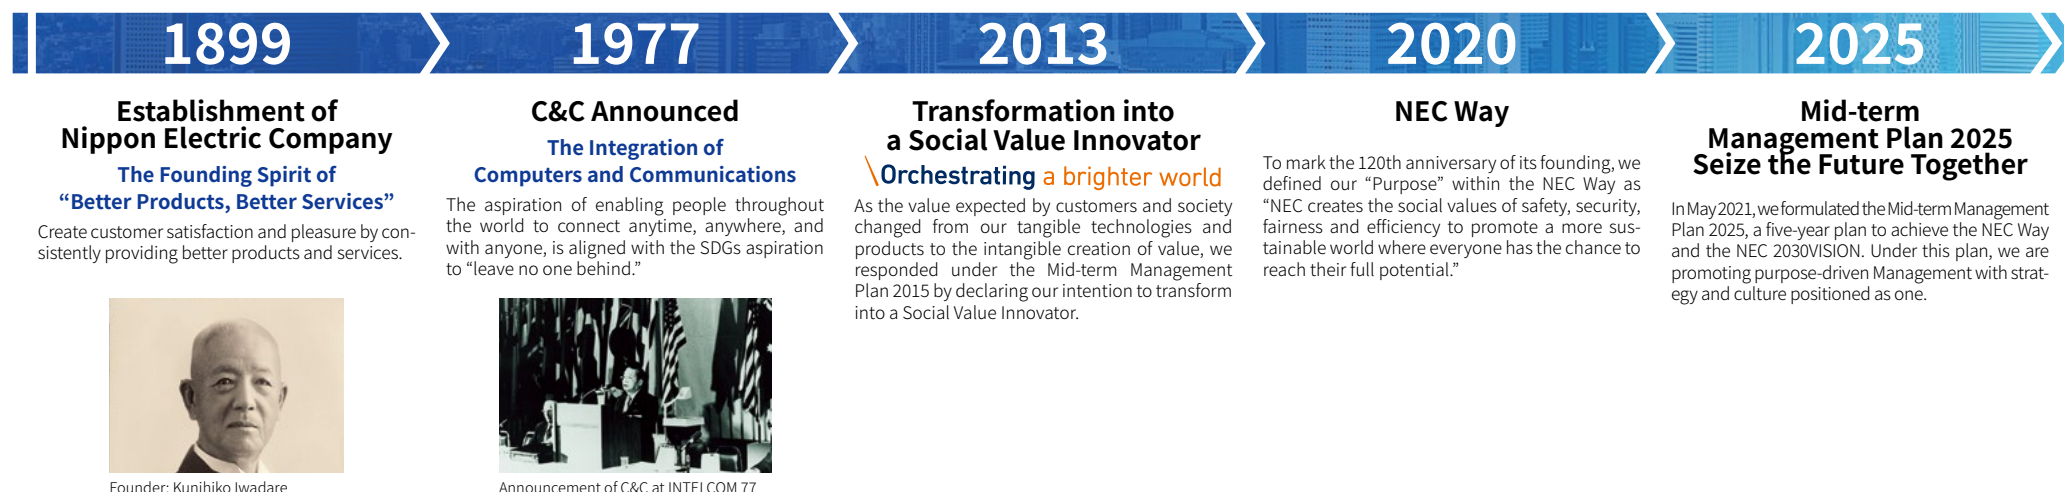 1899
Establishment of
Nippon Electric Company
The Founding Spirit of
“Better Products, Better Services”
Create customer satisfaction and pleasure by con-
sistently providing better products and services.
Founder: Kunihiko Iwadare
1977
C&C Announced
The Integration of
Computers and Communications
The aspiration of enabling people throughout
the world to connect anytime, anywhere, and
with anyone, is aligned with the SDGs aspiration
to “leave no one behind.”
Announcement of C&C at INTELCOM 77
2013
Transformation into
a Social Value Innovator
\Orchestrating a brighter world
As the value expected by customers and society
changed from our tangible technologies and
products to the intangible creation of value, we
responded under the Mid-term Management
Plan 2015 by declaring our intention to transform
into a Social Value Innovator.
2020
NEC Way
To mark the 120th anniversary of its founding, we
defined our “Purpose” within the NEC Way as
“NEC creates the social values of safety, security,
fairness and efficiency to promote a more sus-
tainable world where everyone has the chance to
reach their full potential.”
2025
Mid-term
Management Plan 2025
Seize the Future Together
In May 2021, we formulated the Mid-term Management
Plan 2025, a five-year plan to achieve the NEC Way
and the NEC 2030VISION. Under this plan, we are
promoting purpose-driven Management with strat-
egy and culture positioned as one.